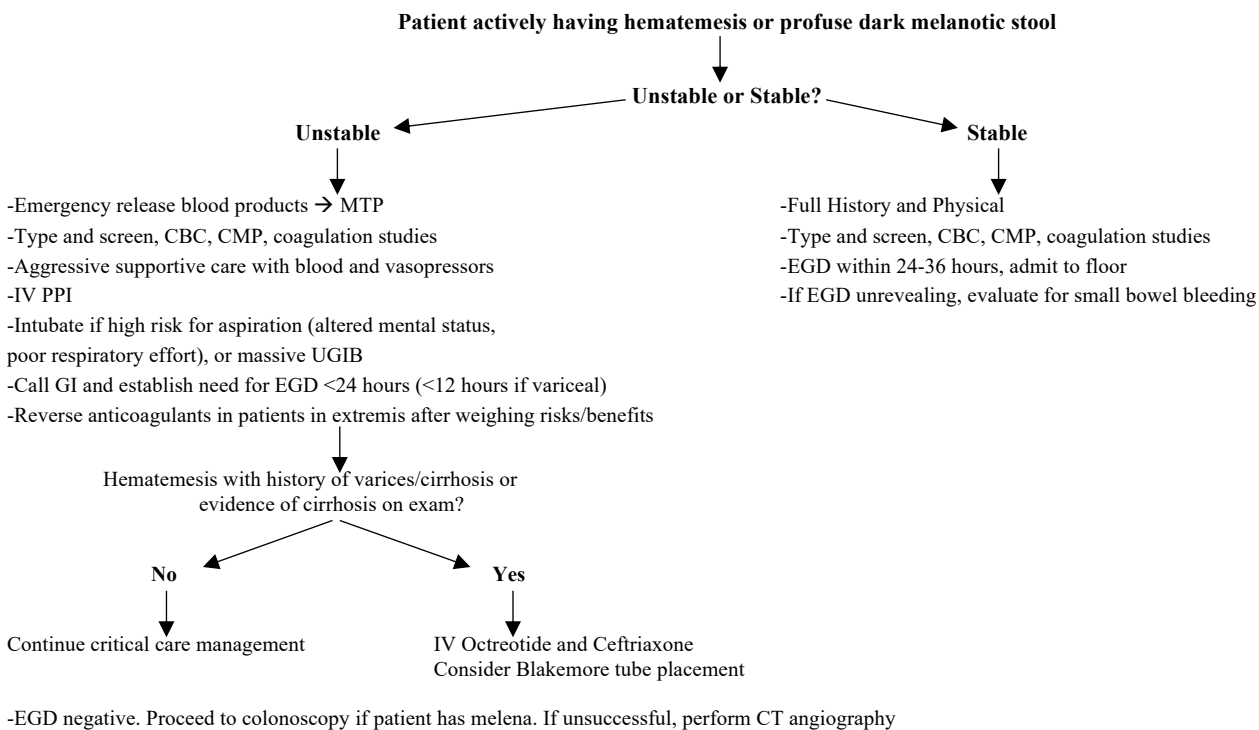 Patient actively having hematemesis or profuse dark melanotic stool
Unstable or Stable?
Unstable
Stable
-Emergency release blood products → MTP
-Type and screen, CBC, CMP, coagulation studies
-Aggressive supportive care with blood and vasopressors
-IV PPI
-Intubate if high risk for aspiration (altered mental status,
poor respiratory effort), or massive UGIB
-Call GI and establish need for EGD <24 hours (<12 hours if variceal)
-Reverse anticoagulants in patients in extremis after weighing risks/benefits
-Full History and Physical
-Type and screen, CBC, CMP, coagulation studies
-EGD within 24-36 hours, admit to floor
-If EGD unrevealing, evaluate for small bowel bleeding
Hematemesis with history of varices/cirrhosis or
evidence of cirrhosis on exam?
No
Yes
Continue critical care management
IV Octreotide and Ceftriaxone
Consider Blakemore tube placement
-EGD negative. Proceed to colonoscopy if patient has melena. If unsuccessful, perform CT angiography